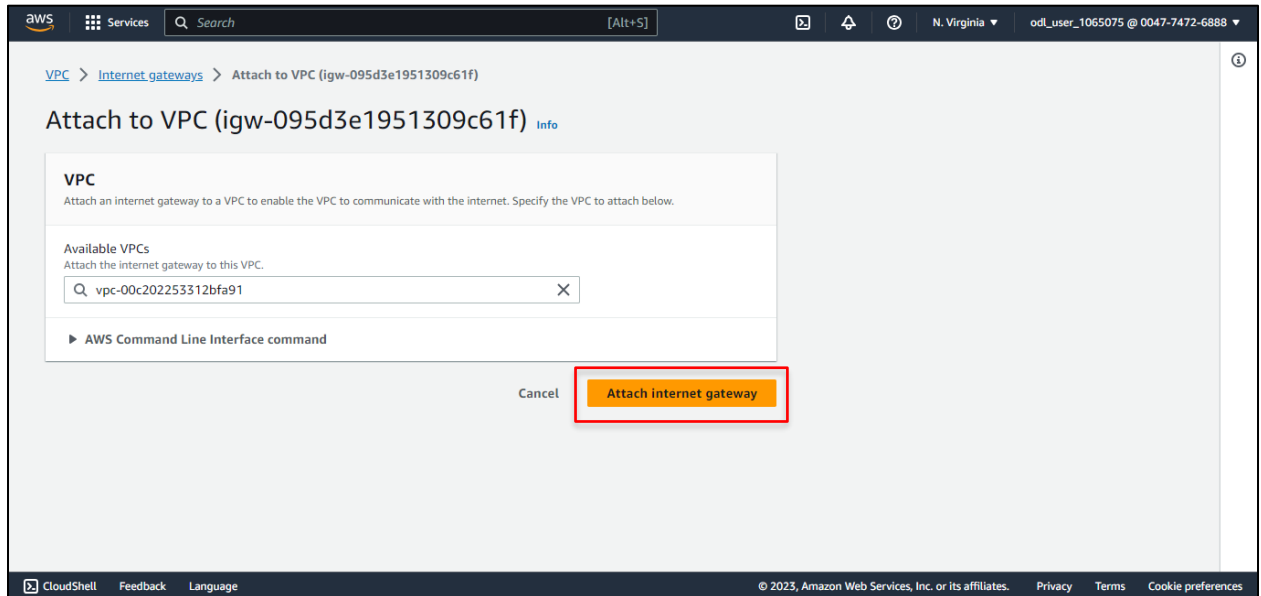 aws Services Search [Alt+S] N. Virginia ▼ odl_user_1065075 @ 0047-7472-6888 ▼
VPC > Internet gateways > Attach to VPC (igw-095d3e1951309c61f)
Attach to VPC (igw-095d3e1951309c61f) Info
VPC
Attach an internet gateway to a VPC to enable the VPC to communicate with the internet. Specify the VPC to attach below.
Available VPCs
Attach the internet gateway to this VPC.
vpc-00c202253312bfa91
▶ AWS Command Line Interface command
Cancel Attach internet gateway
CloudShell Feedback Language © 2023, Amazon Web Services, Inc. or its affiliates. Privacy Terms Cookie preferences